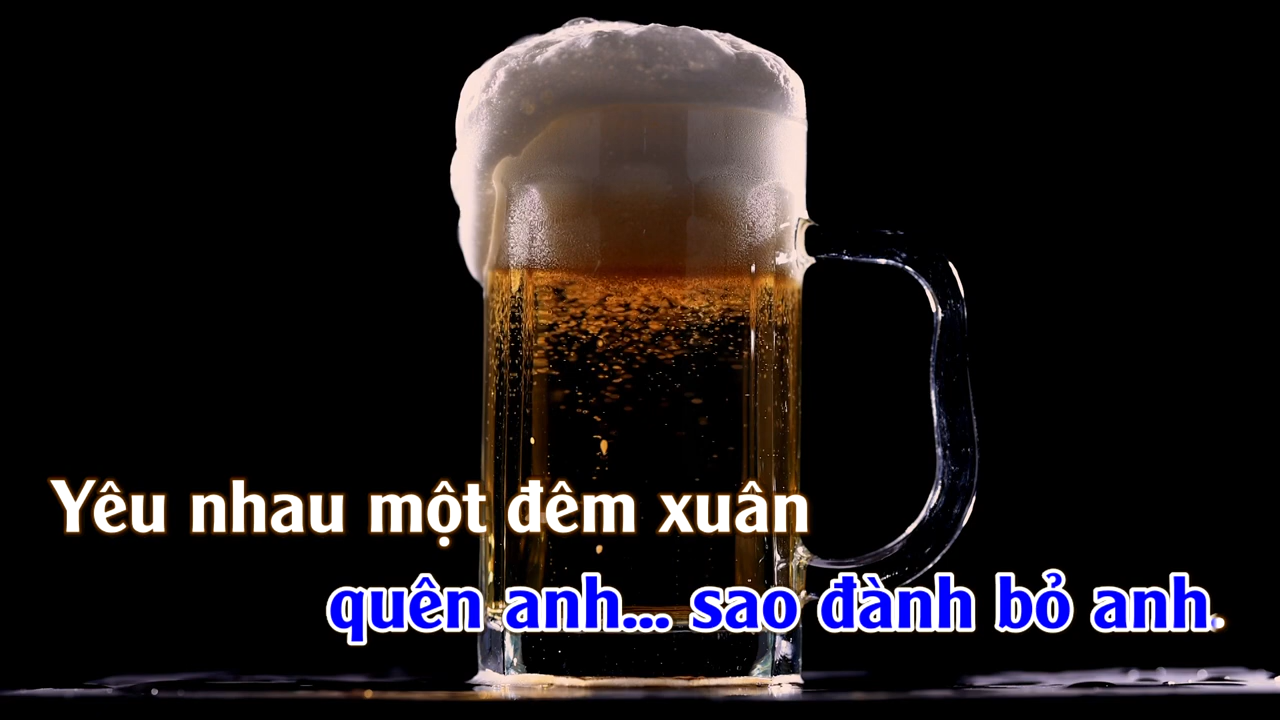 Yêu nhau một đêm xuân
quên anh... sao đành bỏ anh.